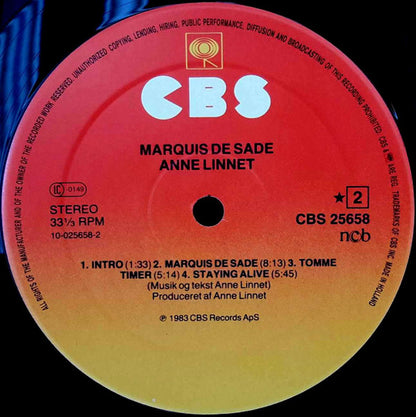 ALL RIGHTS OF THE MANUFACTURER AND OF THE OWNER OF THE RECORDED WORK RESERVED. UNAUTHORIZED COPYING, LENDING, HIRING, PUBLIC PERFORMANCE, DIFFUSION AND BROADCASTING OF THIS RECORD PROHIBITED! CBS & ARE REG. TRADEMARKS OF CBS INC. MADE IN HOLLAND
CBS
MARQUIS DE SADE
ANNE LINNET
LC -0149
STEREO
33⅓ RPM
10-025658-2
★ 2
CBS 25658
ncb
1. INTRO (1:33) 2. MARQUIS DE SADE (8:13) 3. TOMME
TIMER (5:14) 4. STAYING ALIVE (5:45)
(Musik og tekst Anne Linnet)
Produceret af Anne Linnet
℗ 1983 CBS Records ApS